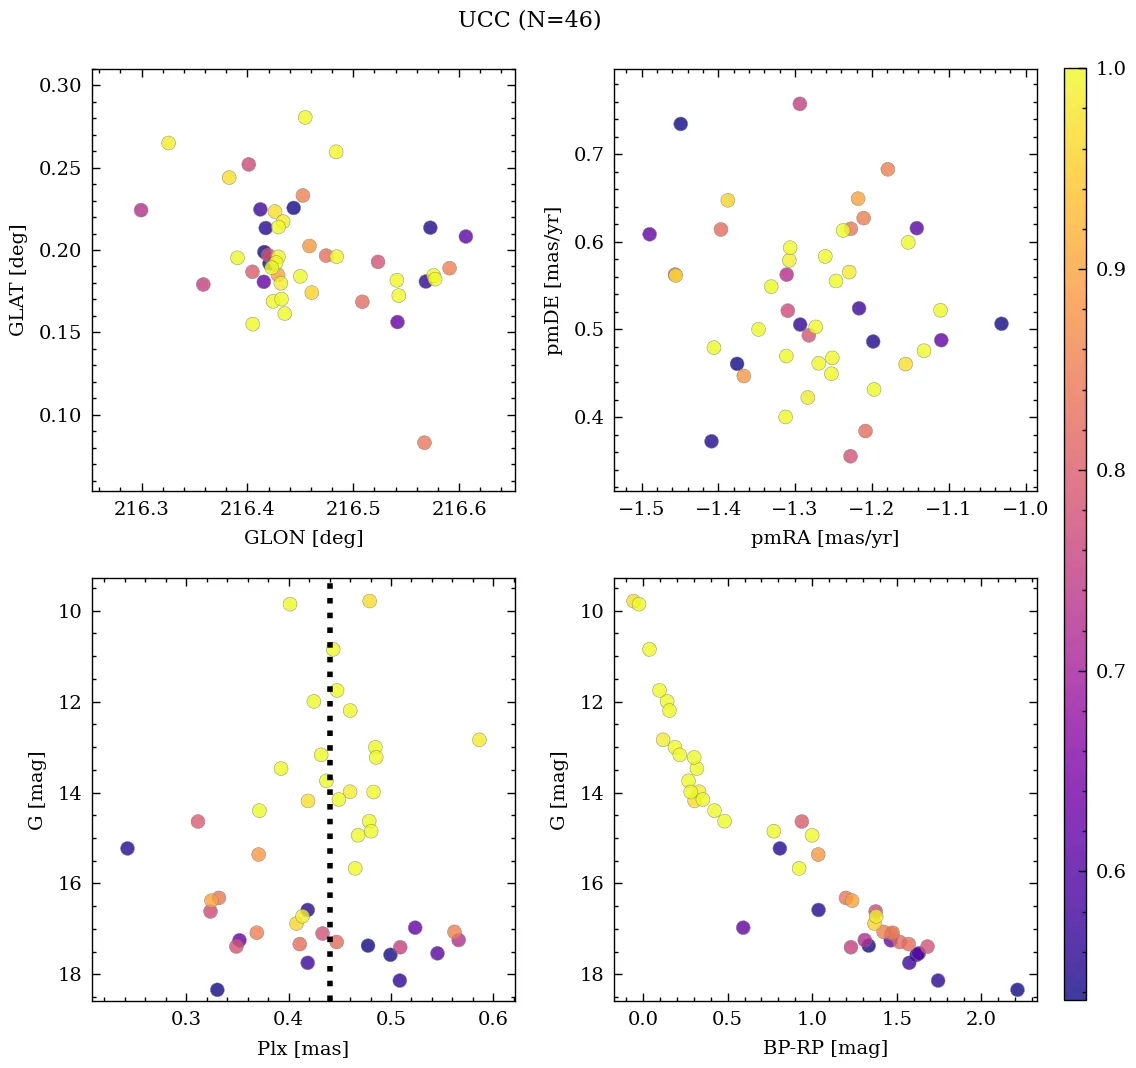 UCC (N=46)
0.30
0.25
0.20
0.15
0.10
GLAT [deg]
216.3 216.4 216.5 216.6
GLON [deg]
0.7
0.6
0.5
0.4
pmDE [mas/yr]
−1.5 −1.4 −1.3 −1.2 −1.1 −1.0
pmRA [mas/yr]
10
12
14
16
18
G [mag]
0.3 0.4 0.5 0.6
Plx [mas]
10
12
14
16
18
G [mag]
0.0 0.5 1.0 1.5 2.0
BP-RP [mag]
1.0
0.9
0.8
0.7
0.6